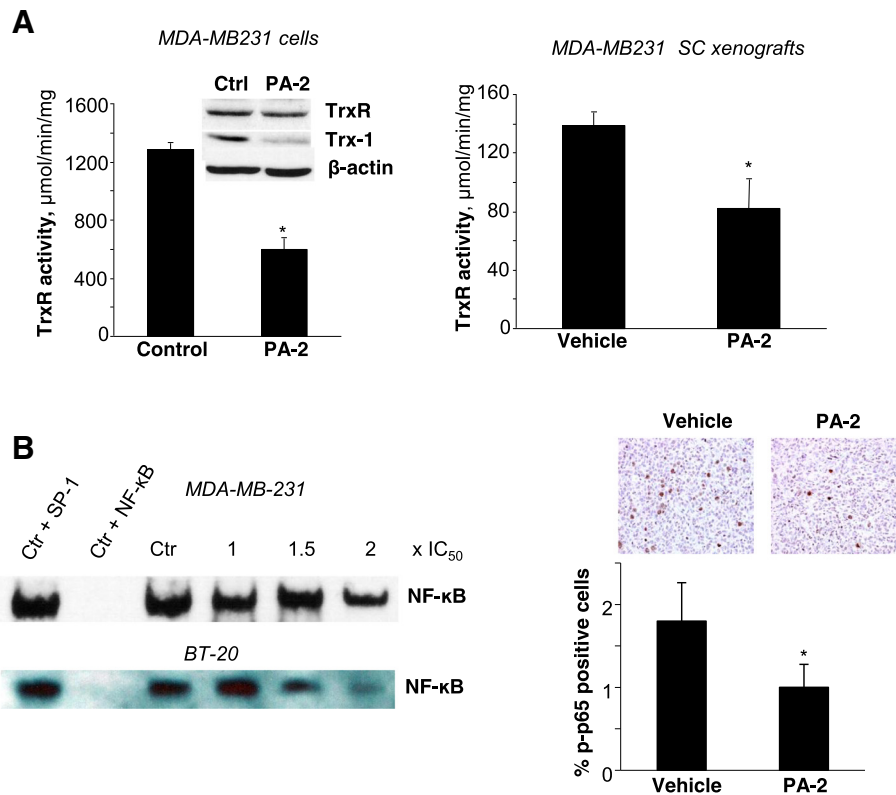 A
MDA-MB231 cells
Ctrl PA-2
TrxR
Trx-1
β-actin
TrxR activity, µmol/min/mg
1600
1200
800
400
0
Control PA-2
*
MDA-MB231 SC xenografts
TrxR activity, µmol/min/mg
160
120
80
40
0
*
Vehicle PA-2
B
Ctr + SP-1
Ctr + NF-κB
MDA-MB-231
Ctr 1 1.5 2 x IC₅₀
NF-κB
BT-20
NF-κB
Vehicle PA-2
% p-p65 positive cells
2
1
0
*
Vehicle PA-2